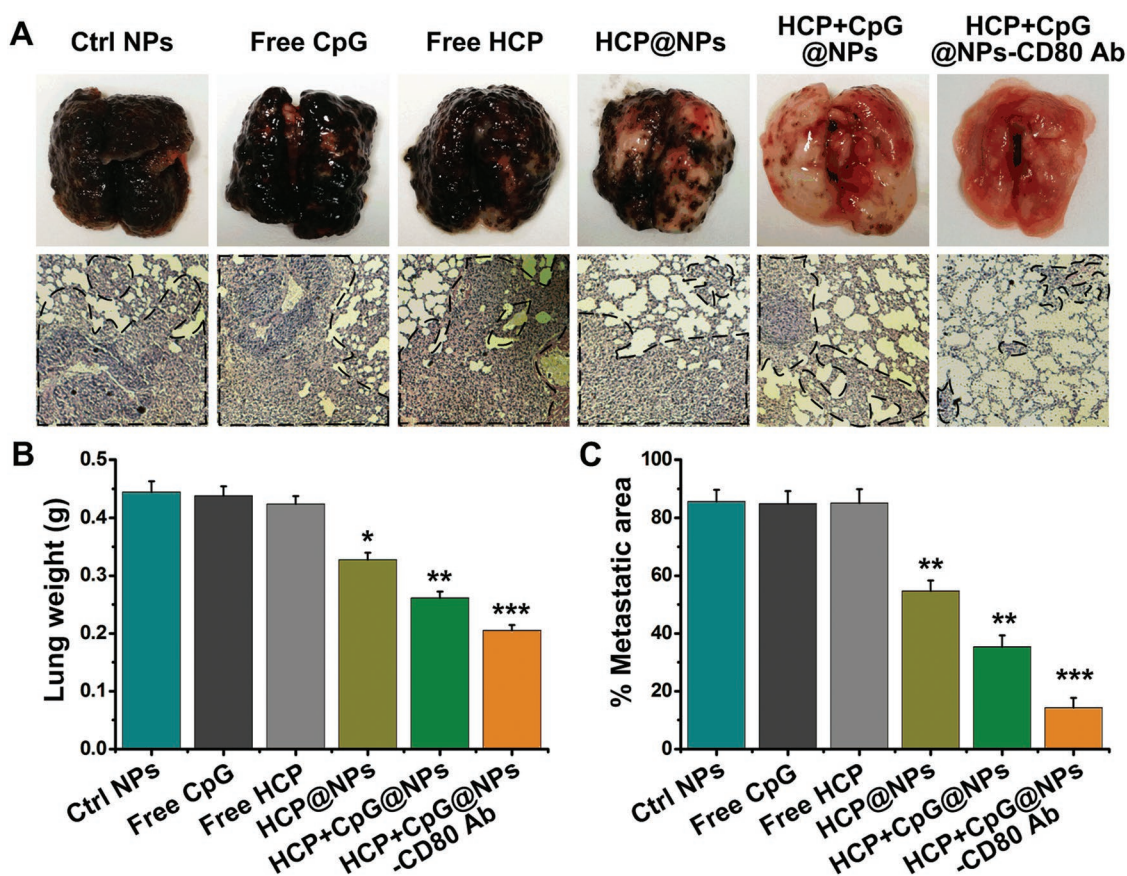 A
Ctrl NPs
Free CpG
Free HCP
HCP@NPs
HCP+CpG
@NPs
HCP+CpG
@NPs-CD80 Ab
B
Lung weight (g)
0.5
0.4
0.3
0.2
0.1
0.0
*
**
***
Ctrl NPs
Free CpG
Free HCP
HCP@NPs
HCP+CpG@NPs
HCP+CpG@NPs
-CD80 Ab
C
% Metastatic area
100
80
60
40
20
0
**
**
***
Ctrl NPs
Free CpG
Free HCP
HCP@NPs
HCP+CpG@NPs
HCP+CpG@NPs
-CD80 Ab